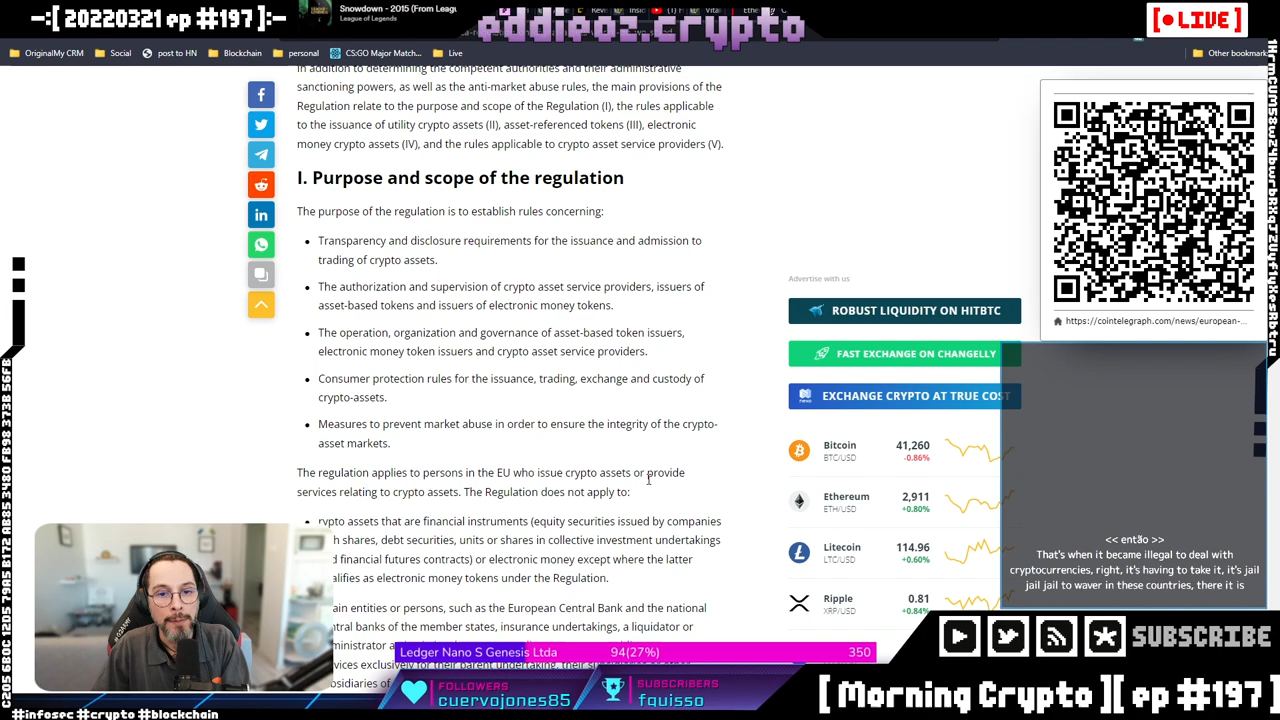 -:[ 20220321 ep #197 ]:-
Snowdown - 2015 (From Leag
League of Legends
eddieoz.crypto
[● LIVE ]
OriginalMy CRM
Social
post to HN
Blockchain
personal
CS:GO Major Match...
Live
Other bookmark
In addition to determining the competent authorities and their administrative
sanctioning powers, as well as the anti-market abuse rules, the main provisions of the
Regulation relate to the purpose and scope of the Regulation (I), the rules applicable
to the issuance of utility crypto assets (II), asset-referenced tokens (III), electronic
money crypto assets (IV), and the rules applicable to crypto asset service providers (V).
I. Purpose and scope of the regulation
The purpose of the regulation is to establish rules concerning:
Transparency and disclosure requirements for the issuance and admission to
trading of crypto assets.
The authorization and supervision of crypto asset service providers, issuers of
asset-based tokens and issuers of electronic money tokens.
The operation, organization and governance of asset-based token issuers,
electronic money token issuers and crypto asset service providers.
Consumer protection rules for the issuance, trading, exchange and custody of
crypto-assets.
Measures to prevent market abuse in order to ensure the integrity of the crypto-
asset markets.
The regulation applies to persons in the EU who issue crypto assets or provide
services relating to crypto assets. The Regulation does not apply to:
rypto assets that are financial instruments (equity securities issued by companies
h shares, debt securities, units or shares in collective investment undertakings
d financial futures contracts) or electronic money except where the latter
alifies as electronic money tokens under the Regulation.
ain entities or persons, such as the European Central Bank and the national
tral banks of the member states, insurance undertakings, a liquidator or
https://cointelegraph.com/news/european-...
Advertise with us
ROBUST LIQUIDITY ON HITBTC
FAST EXCHANGE ON CHANGELLY
EXCHANGE CRYPTO AT TRUE COST
Bitcoin 41,260
BTC/USD -0.86%
Ethereum 2,911
ETH/USD +0.80%
Litecoin 114.96
LTC/USD +0.60%
Ripple 0.81
XRP/USD +0.84%
<< então >>
That's when it became illegal to deal with
cryptocurrencies, right, it's having to take it, it's jail
jail jail to waver in these countries, there it is
Ledger Nano S Genesis Ltda 94(27%) 350
FOLLOWERS
cuervojones85
SUBSCRIBERS
fquisso
SUBSCRIBE
[ Morning Crypto ][ ep #197 ]
#infosec #crypto #blockchain